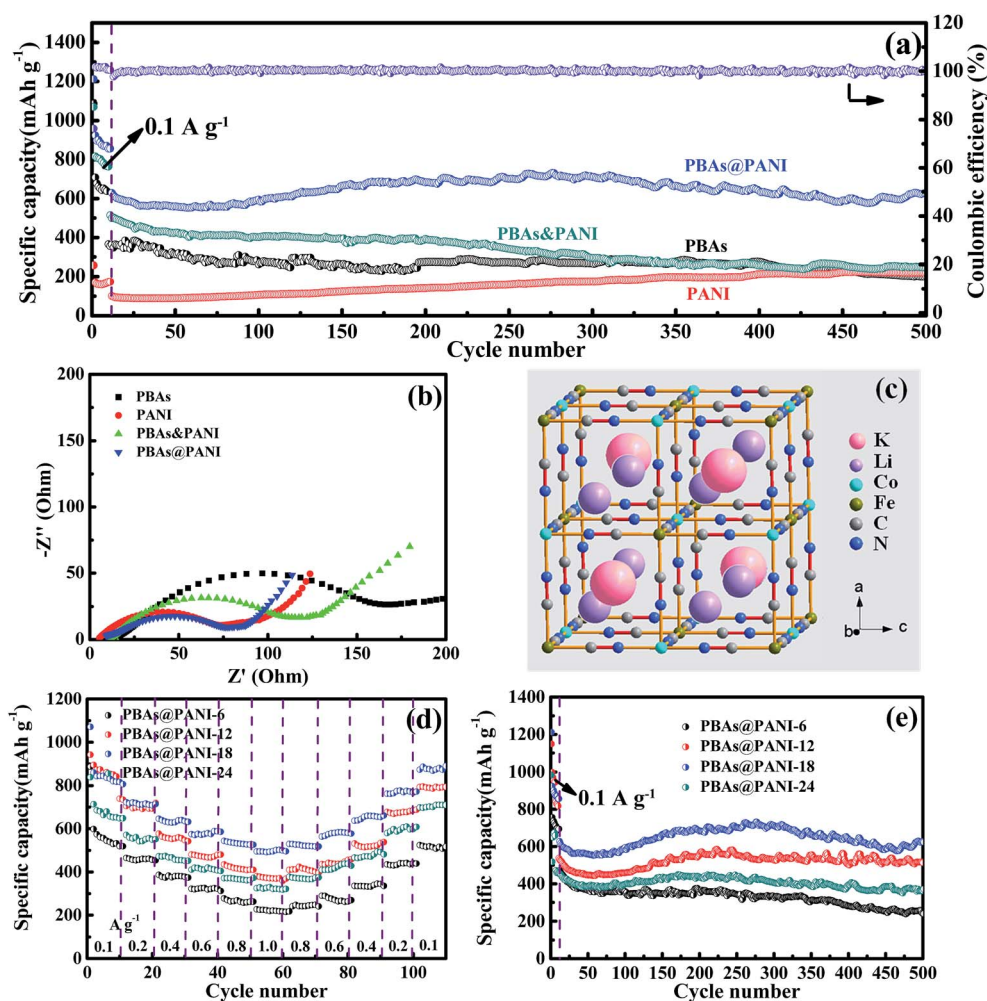 (a)
Specific capacity(mAh g-1)
1400
1200
1000
800
600
400
200
0
0.1 A g-1
PBAs@PANI
PBAs&PANI
PBAs
PANI
120
100
80
60
40
20
0
Coulombic efficiency (%)
0 50 100 150 200 250 300 350 400 450 500
Cycle number
(b)
-Z'' (Ohm)
200
150
100
50
0
PBAs
PANI
PBAs&PANI
PBAs@PANI
0 50 100 150 200
Z' (Ohm)
(c)
K
Li
Co
Fe
C
N
a
b
c
(d)
Specific capacity(mAh g-1)
1200
1000
800
600
400
200
0
PBAs@PANI-6
PBAs@PANI-12
PBAs@PANI-18
PBAs@PANI-24
A g-1
0.1 0.2 0.4 0.6 0.8 1.0 0.8 0.6 0.4 0.2 0.1
0 20 40 60 80 100
Cycle number
(e)
Specific capacity(mAh g-1)
1400
1200
1000
800
600
400
200
0
PBAs@PANI-6
PBAs@PANI-12
PBAs@PANI-18
PBAs@PANI-24
0.1 A g-1
0 50 100 150 200 250 300 350 400 450 500
Cycle number